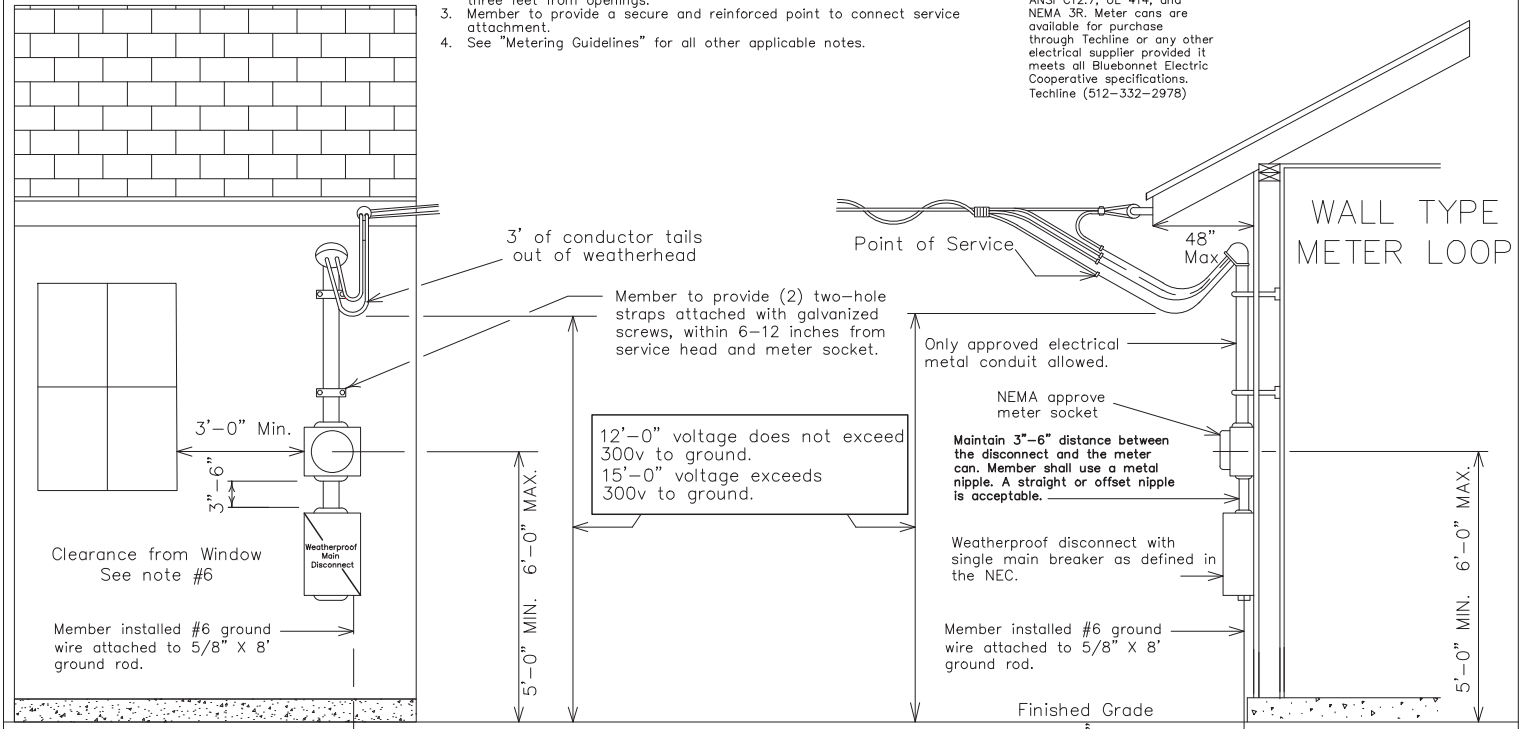 three feet from openings.
3. Member to provide a secure and reinforced point to connect service
attachment.
4. See "Metering Guidelines" for all other applicable notes.
ANSI C12.7, UL 414, and
NEMA 3R. Meter cans are
available for purchase
through Techline or any other
electrical supplier provided it
meets all Bluebonnet Electric
Cooperative specifications.
Techline (512-332-2978)
WALL TYPE
METER LOOP
3' of conductor tails
out of weatherhead
Point of Service
48"
Max
Member to provide (2) two-hole
straps attached with galvanized
screws, within 6-12 inches from
service head and meter socket.
Only approved electrical
metal conduit allowed.
NEMA approve
meter socket
3'-0" Min.
12'-0" voltage does not exceed
300v to ground.
15'-0" voltage exceeds
300v to ground.
Maintain 3"-6" distance between
the disconnect and the meter
can. Member shall use a metal
nipple. A straight or offset nipple
is acceptable.
3"-6"
Weatherproof
Main
Disconnect
Clearance from Window
See note #6
Weatherproof disconnect with
single main breaker as defined in
the NEC.
5'-0" MIN. 6'-0" MAX.
5'-0" MIN. 6'-0" MAX.
Member installed #6 ground
wire attached to 5/8" X 8'
ground rod.
Member installed #6 ground
wire attached to 5/8" X 8'
ground rod.
Finished Grade